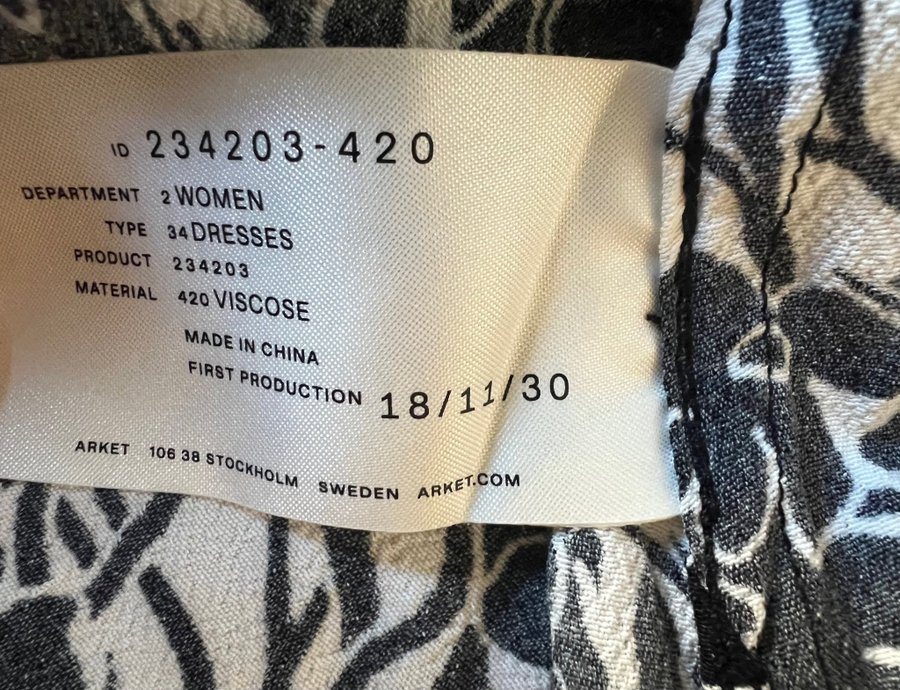 ID 234203-420
DEPARTMENT 2 WOMEN
TYPE 34 DRESSES
PRODUCT 234203
MATERIAL 420 VISCOSE
MADE IN CHINA
FIRST PRODUCTION 18/11/30
ARKET 106 38 STOCKHOLM SWEDEN ARKET.COM